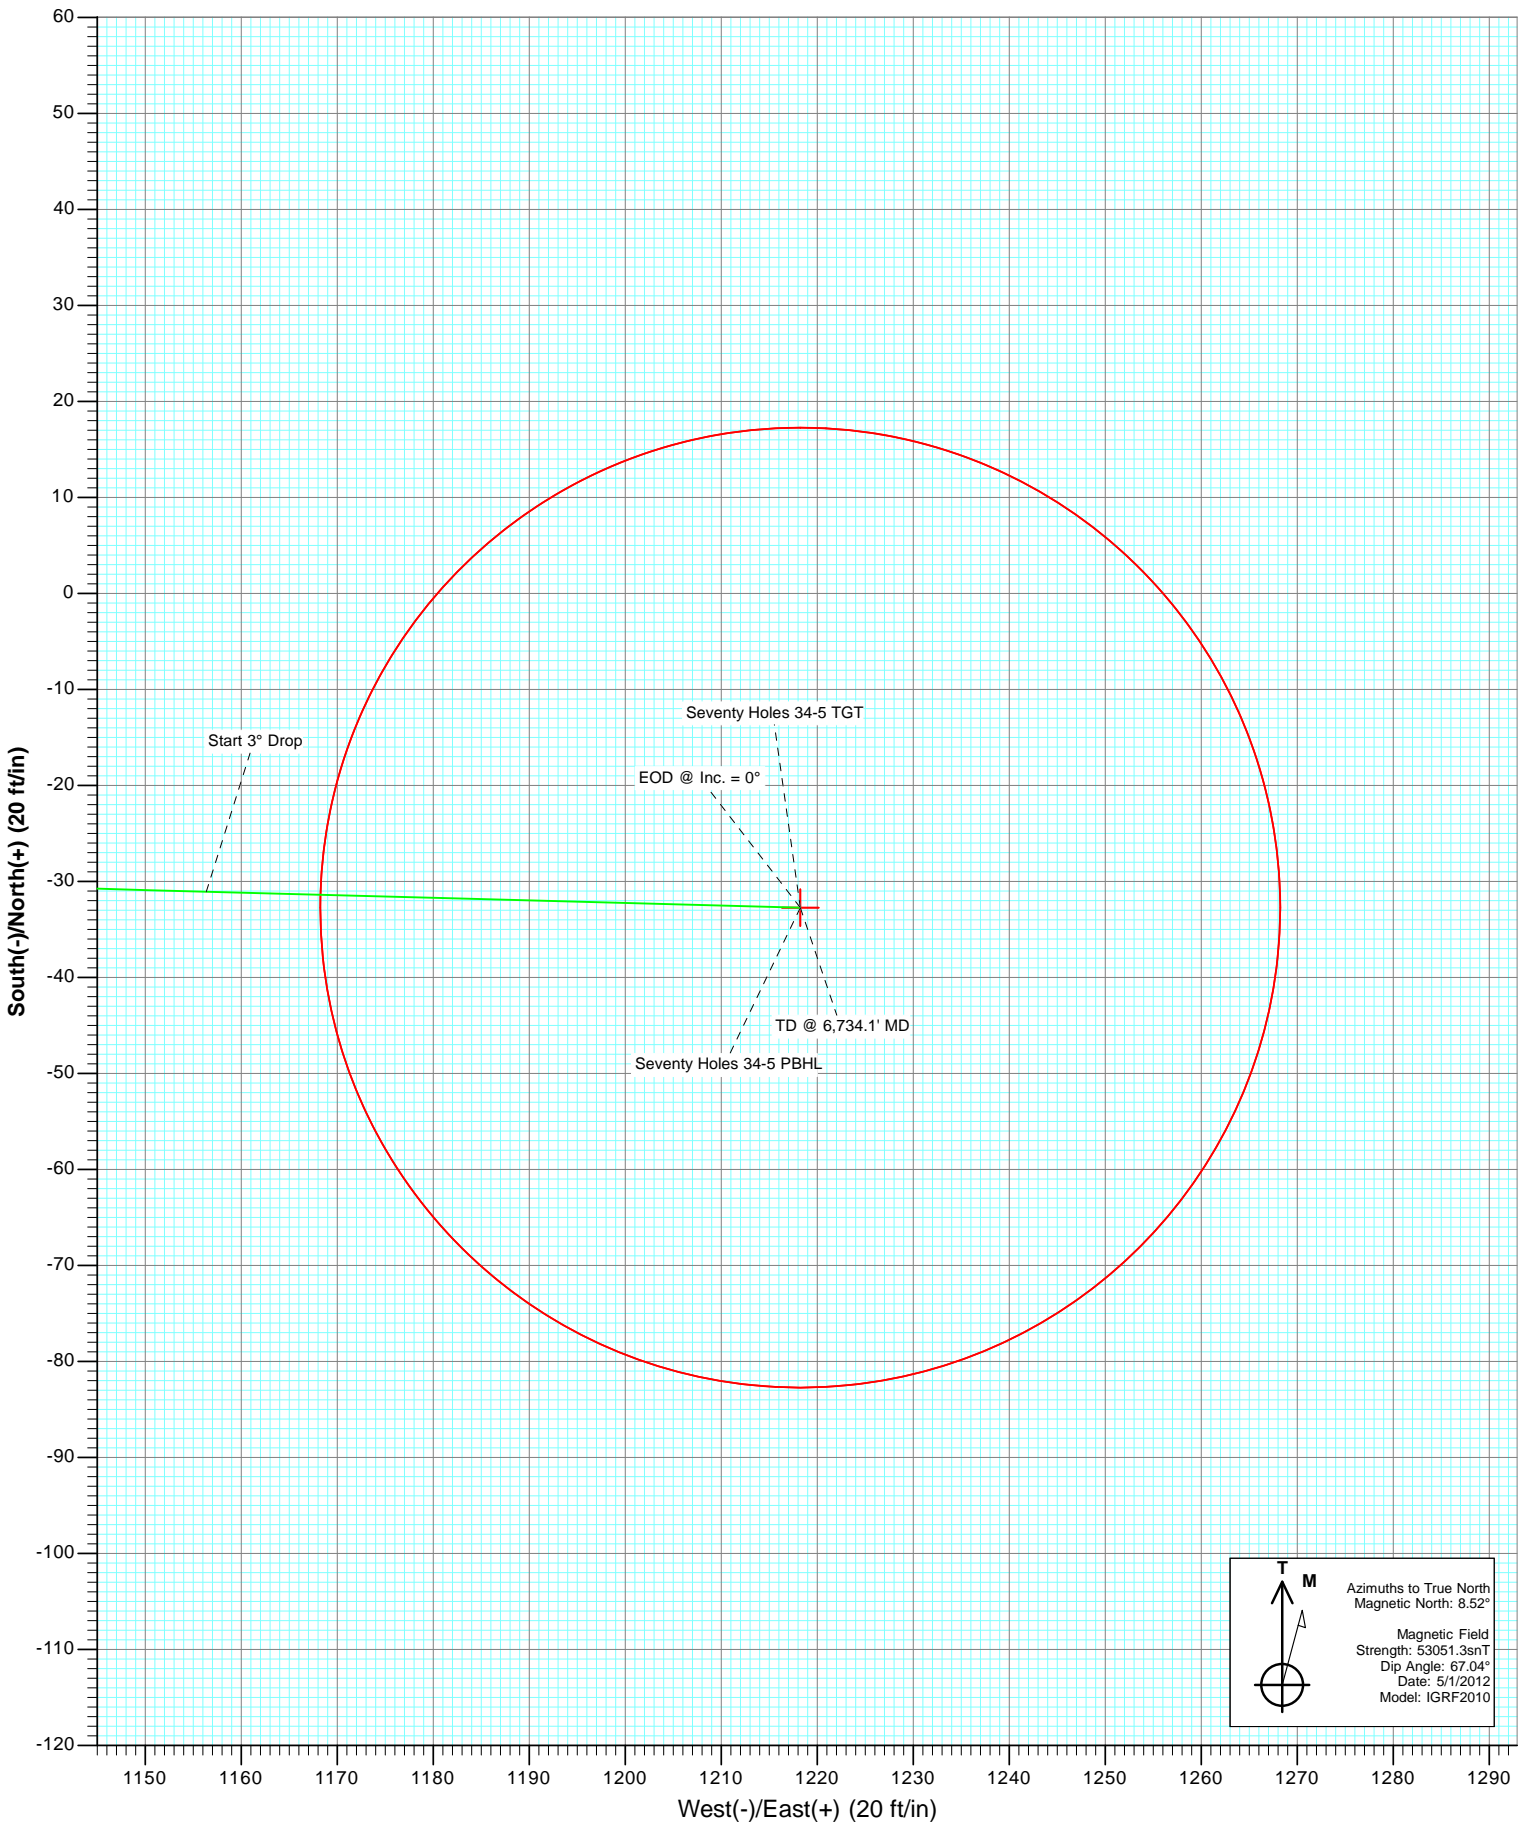 60
50
40
30
20
10
0
-10
-20
-30
-40
-50
-60
-70
-80
-90
-100
-110
-120
South(-)/North(+) (20 ft/in)
Seventy Holes 34-5 TGT
Start 3° Drop
EOD @ Inc. = 0°
TD @ 6,734.1' MD
Seventy Holes 34-5 PBHL
T
M
Azimuths to True North
Magnetic North: 8.52°
Magnetic Field
Strength: 53051.3snT
Dip Angle: 67.04°
Date: 5/1/2012
Model: IGRF2010
1150 1160 1170 1180 1190 1200 1210 1220 1230 1240 1250 1260 1270 1280 1290
West(-)/East(+) (20 ft/in)